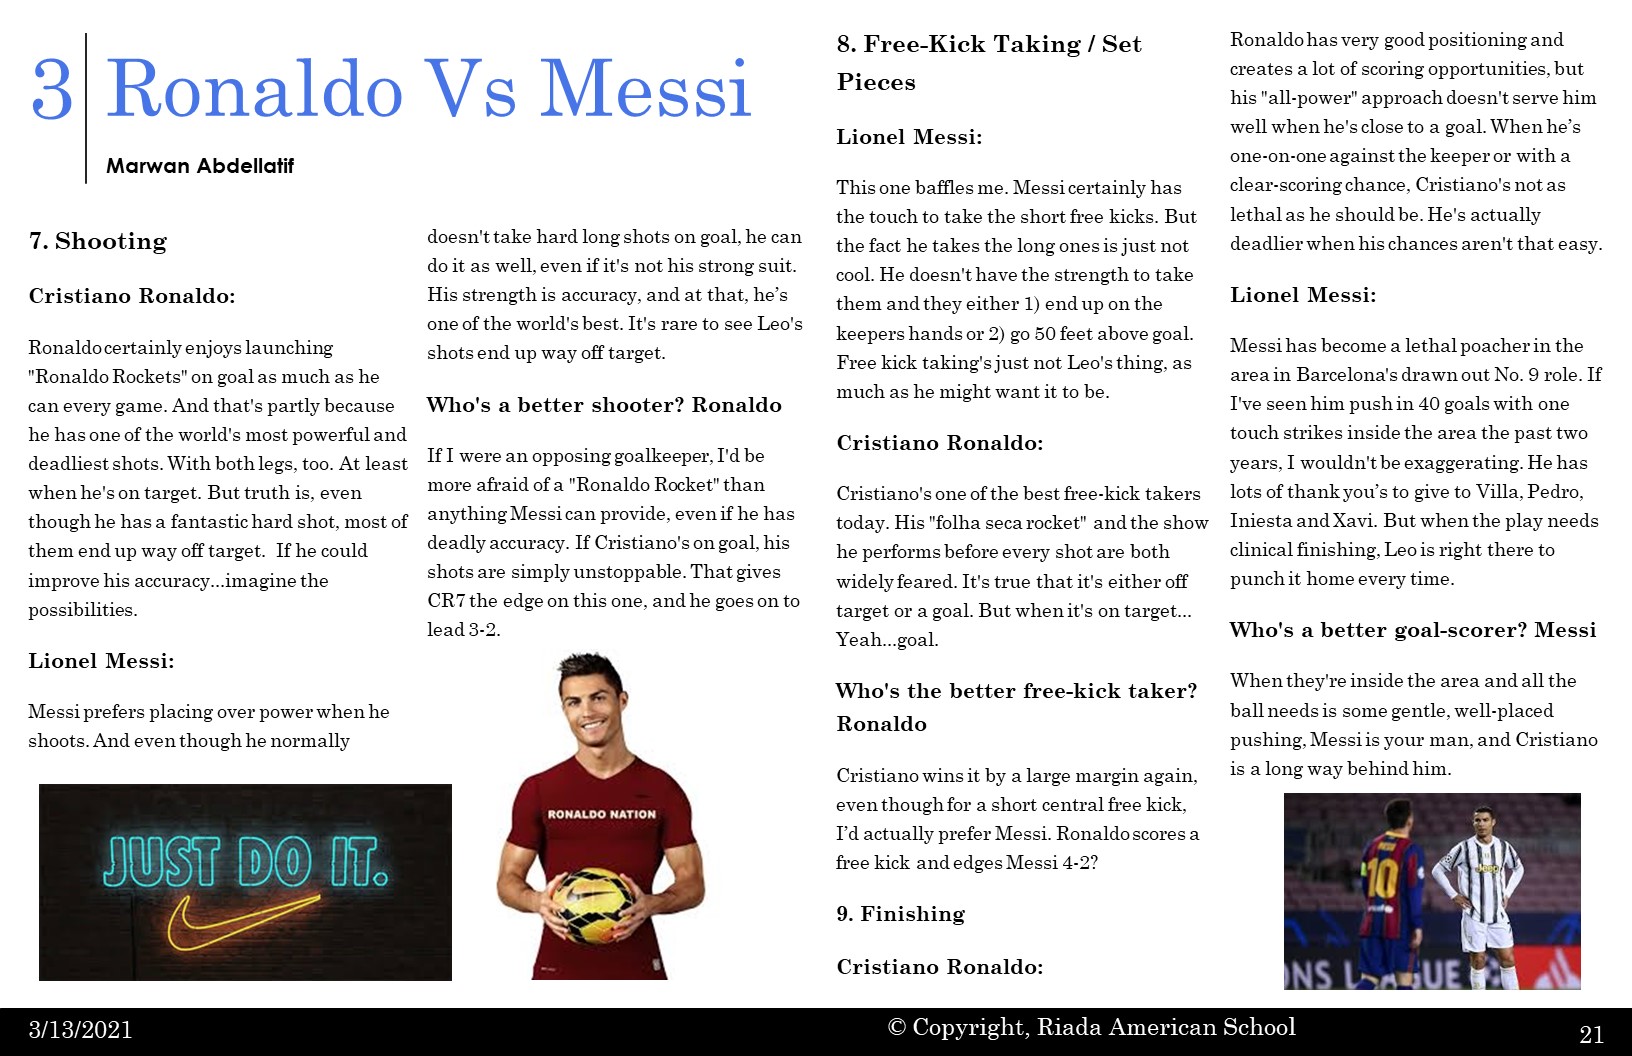 3
Ronaldo Vs Messi
Marwan Abdellatif
7. Shooting
Cristiano Ronaldo:
Ronaldo certainly enjoys launching
"Ronaldo Rockets" on goal as much as he
can every game. And that's partly because
he has one of the world's most powerful and
deadliest shots. With both legs, too. At least
when he's on target. But truth is, even
though he has a fantastic hard shot, most of
them end up way off target. If he could
improve his accuracy...imagine the
possibilities.
Lionel Messi:
Messi prefers placing over power when he
shoots. And even though he normally
JUST DO IT.
doesn't take hard long shots on goal, he can
do it as well, even if it's not his strong suit.
His strength is accuracy, and at that, he’s
one of the world's best. It's rare to see Leo's
shots end up way off target.
Who's a better shooter? Ronaldo
If I were an opposing goalkeeper, I'd be
more afraid of a "Ronaldo Rocket" than
anything Messi can provide, even if he has
deadly accuracy. If Cristiano's on goal, his
shots are simply unstoppable. That gives
CR7 the edge on this one, and he goes on to
lead 3-2.
RONALDO NATION
8. Free-Kick Taking / Set
Pieces
Lionel Messi:
This one baffles me. Messi certainly has
the touch to take the short free kicks. But
the fact he takes the long ones is just not
cool. He doesn't have the strength to take
them and they either 1) end up on the
keepers hands or 2) go 50 feet above goal.
Free kick taking's just not Leo's thing, as
much as he might want it to be.
Cristiano Ronaldo:
Cristiano's one of the best free-kick takers
today. His "folha seca rocket" and the show
he performs before every shot are both
widely feared. It's true that it's either off
target or a goal. But when it's on target...
Yeah...goal.
Who's the better free-kick taker?
Ronaldo
Cristiano wins it by a large margin again,
even though for a short central free kick,
I’d actually prefer Messi. Ronaldo scores a
free kick and edges Messi 4-2?
9. Finishing
Cristiano Ronaldo:
Ronaldo has very good positioning and
creates a lot of scoring opportunities, but
his "all-power" approach doesn't serve him
well when he's close to a goal. When he’s
one-on-one against the keeper or with a
clear-scoring chance, Cristiano's not as
lethal as he should be. He's actually
deadlier when his chances aren't that easy.
Lionel Messi:
Messi has become a lethal poacher in the
area in Barcelona's drawn out No. 9 role. If
I've seen him push in 40 goals with one
touch strikes inside the area the past two
years, I wouldn't be exaggerating. He has
lots of thank you’s to give to Villa, Pedro,
Iniesta and Xavi. But when the play needs
clinical finishing, Leo is right there to
punch it home every time.
Who's a better goal-scorer? Messi
When they're inside the area and all the
ball needs is some gentle, well-placed
pushing, Messi is your man, and Cristiano
is a long way behind him.
10
Jeep
3/13/2021
© Copyright, Riada American School
21